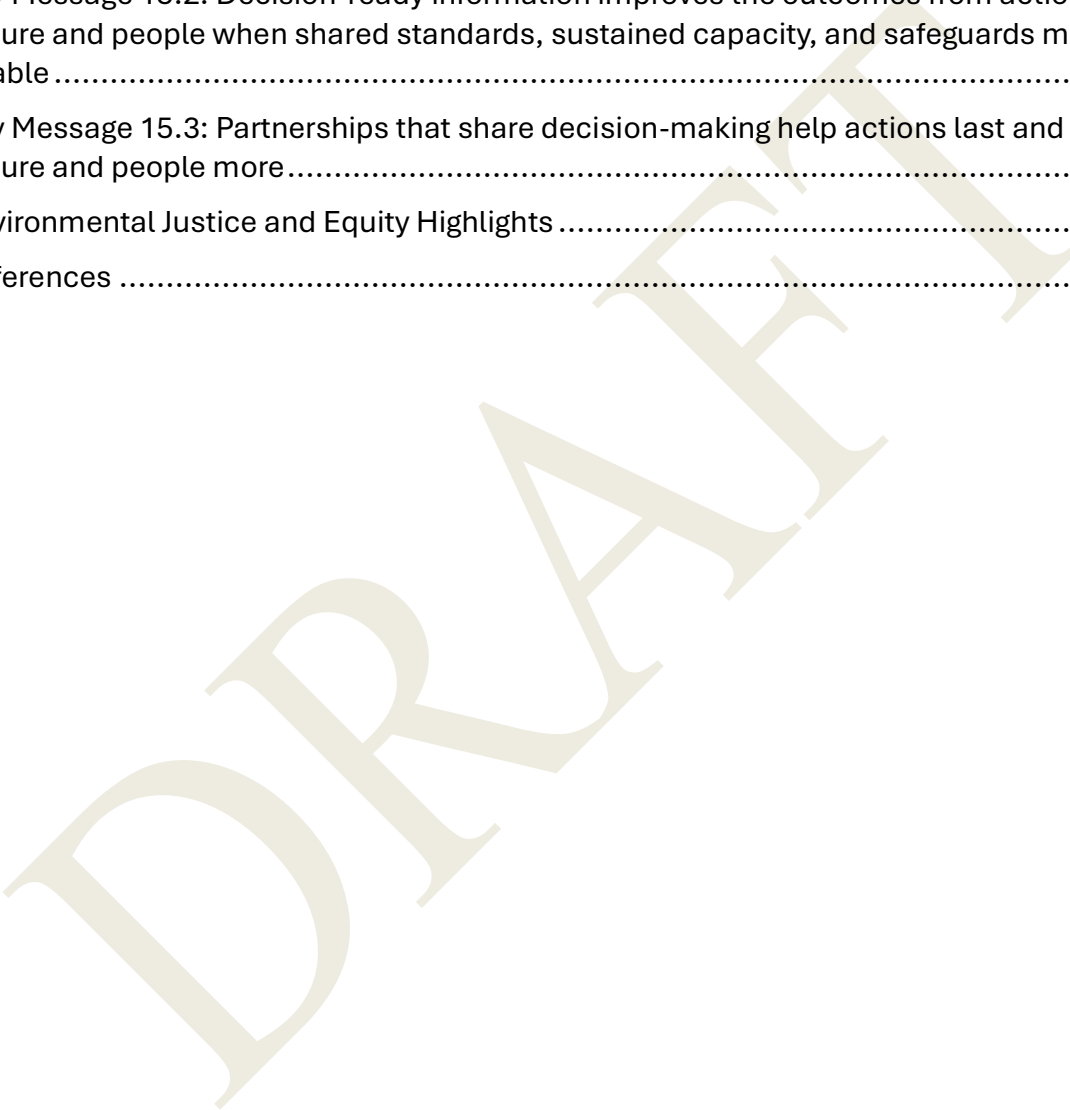 Message 15.2: Decision-ready information improves the outcomes from actio
ure and people when shared standards, sustained capacity, and safeguards m
able ........................................................................................................
y Message 15.3: Partnerships that share decision-making help actions last and
ure and people more ................................................................................
vironmental Justice and Equity Highlights ....................................................
ferences ................................................................................................
DRAFT